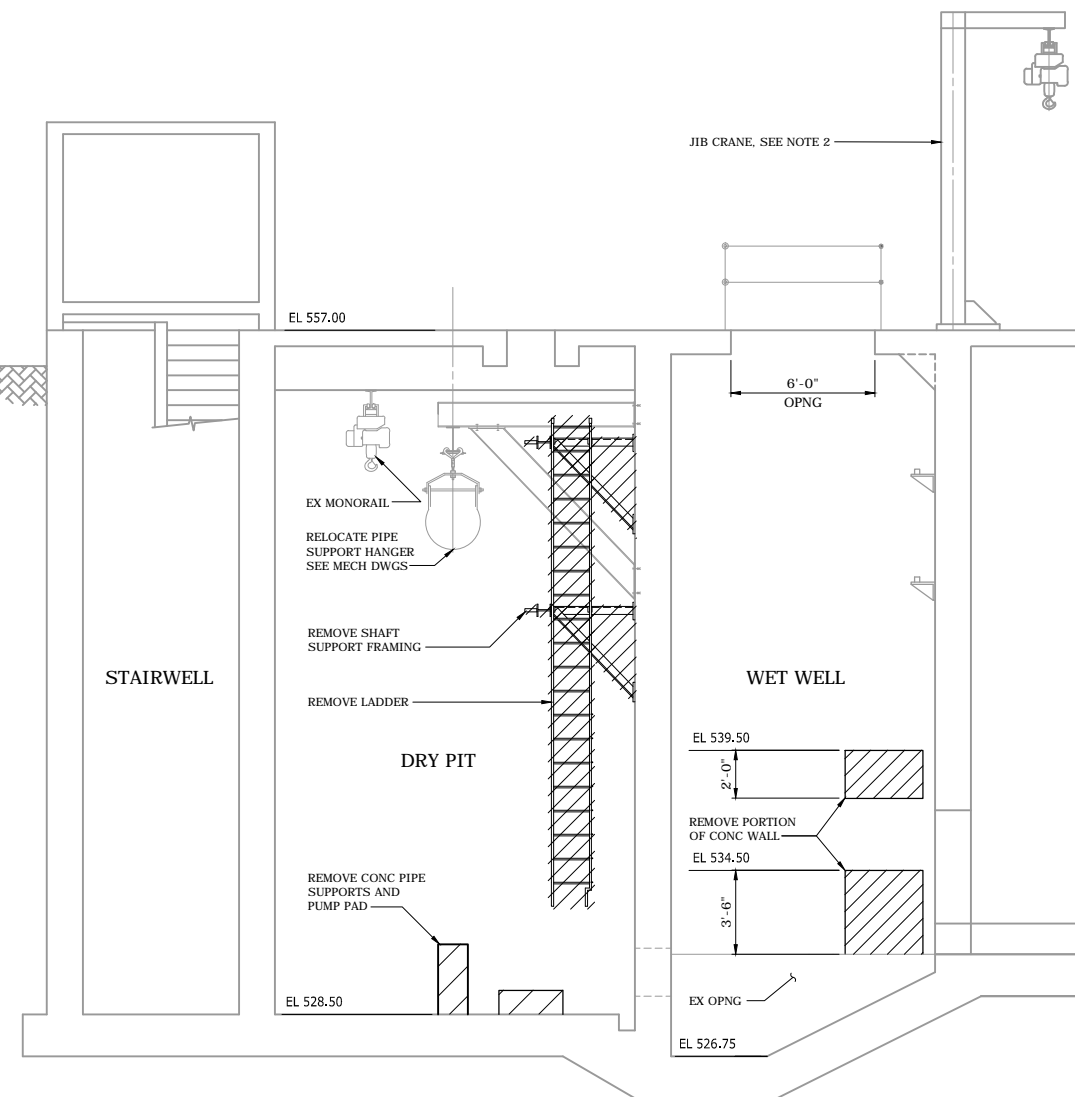 JIB CRANE, SEE NOTE 2
EL 557.00
6'-0"
OPNG
EX MONORAIL
RELOCATE PIPE
SUPPORT HANGER
SEE MECH DWGS
REMOVE SHAFT
SUPPORT FRAMING
STAIRWELL
WET WELL
REMOVE LADDER
EL 539.50
DRY PIT
2'-0"
REMOVE PORTION
OF CONC WALL
EL 534.50
REMOVE CONC PIPE
SUPPORTS AND
PUMP PAD
3'-6"
EL 528.50
EX OPNG
EL 526.75